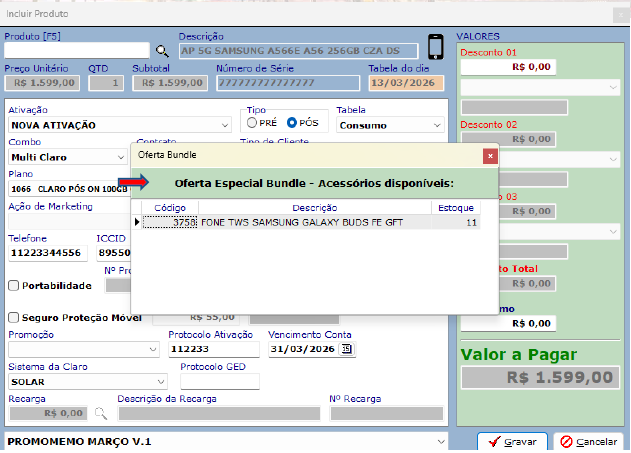 Incluir Produto
Produto [F5]
Descrição
AP 5G SAMSUNG A566E A56 256GB CZA DS
Preço Unitário
QTD
Subtotal
Número de Série
Tabela do dia
R$ 1.599,00
1
R$ 1.599,00
777777777777777
13/03/2026
VALORES
Desconto 01
R$ 0,00
Desconto 02
R$ 0,00
03
R$ 0,00
to Total
R$ 0,00
mo
R$ 0,00
Valor a Pagar
R$ 1.599,00
Ativação
NOVA ATIVAÇÃO
Tipo
PRÉ
PÓS
Tabela
Consumo
Combo
Contrato
Tipo de Cliente
Multi Claro
Plano
1066 CLARO PÓS ON 100GB
Ação de Marketing
Telefone
ICCID
11223344556
89550
Nº Pro
Portabilidade
Oferta Bundle
Oferta Especial Bundle - Acessórios disponíveis:
Código
Descrição
Estoque
3758
FONE TWS SAMSUNG GALAXY BUDS FE GFT
11
Seguro Proteção Móvel
R$ 55,00
Promoção
Protocolo Ativação
Vencimento Conta
112233
31/03/2026
15
Sistema da Claro
Protocolo GED
SOLAR
Recarga
Descrição da Recarga
Nº Recarga
R$ 0,00
PROMOMEMO MARÇO V.1
Gravar
Cancelar